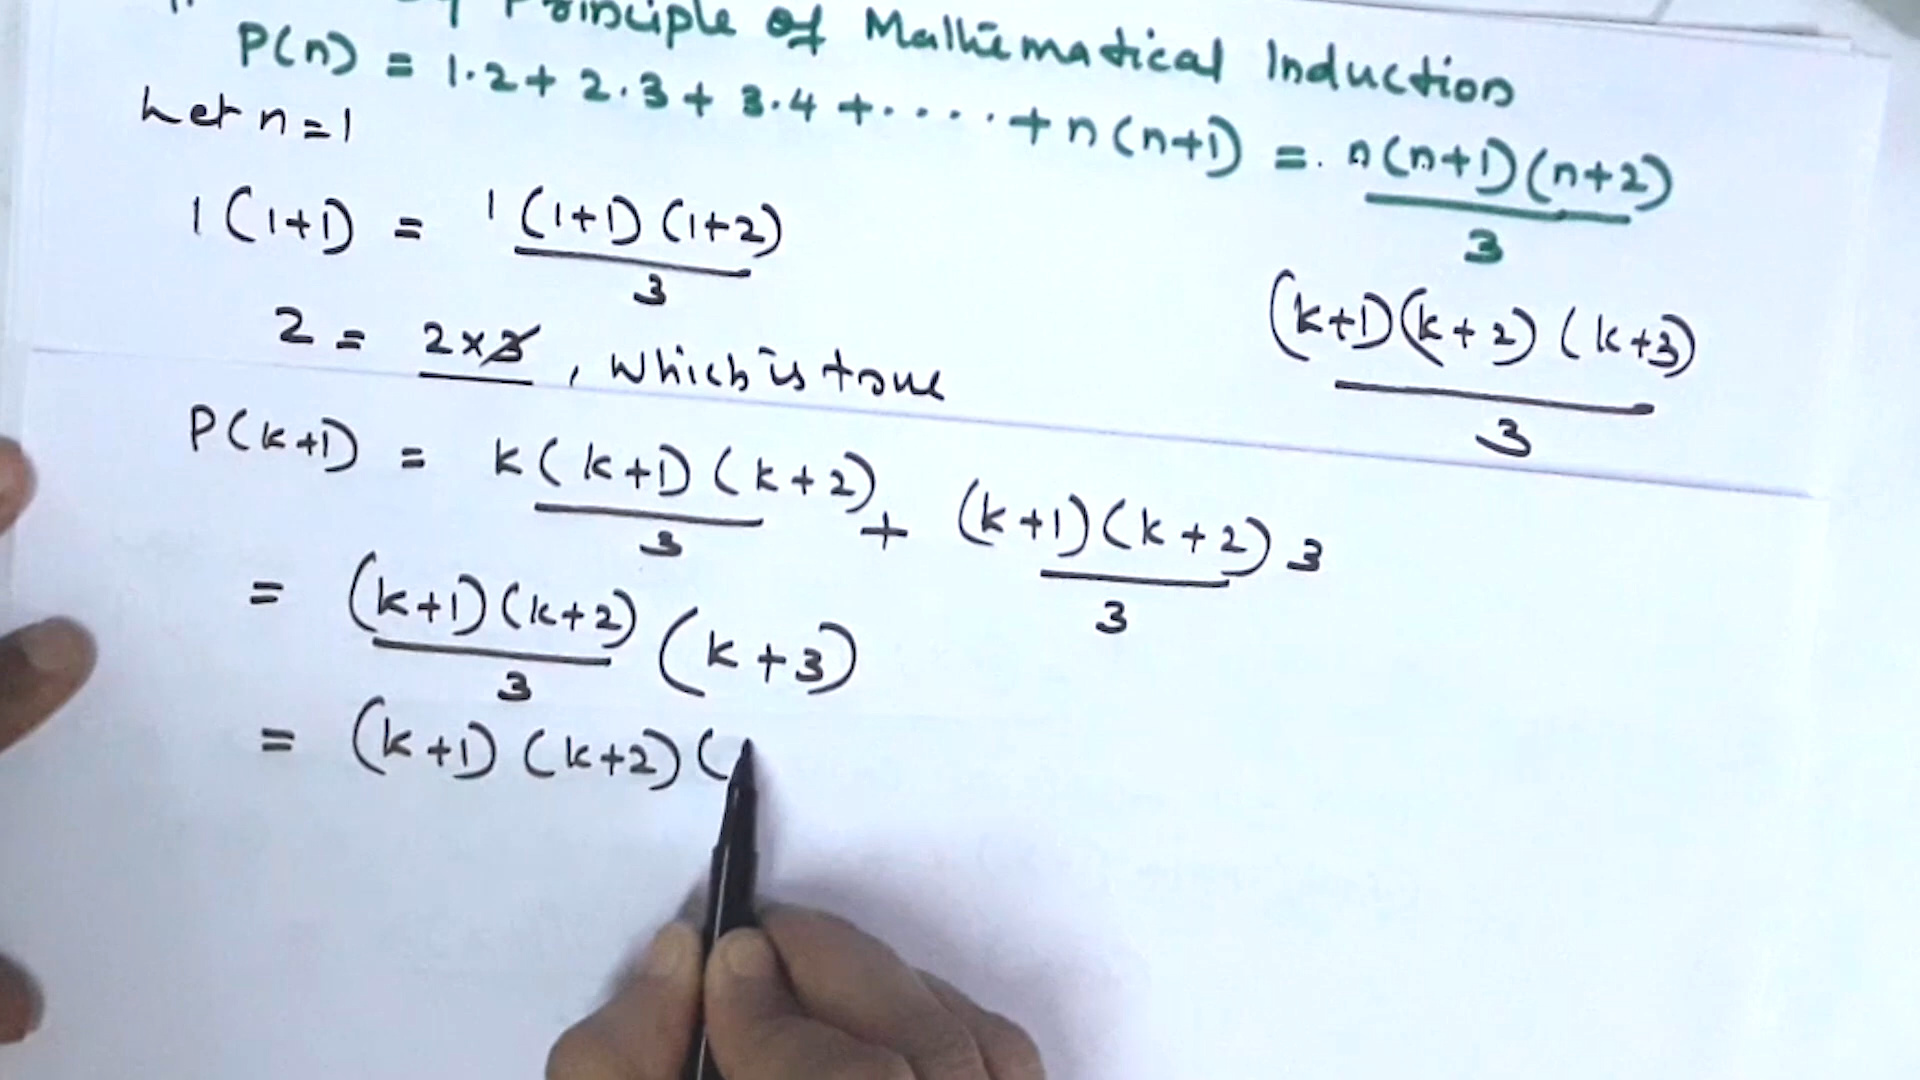 Principle of Mathematical Induction
P(n) = 1.2 + 2.3 + 3.4 + ..... + n(n+1) = n(n+1)(n+2)
3
Let n = 1
1(1+1) = 1(1+1)(1+2)
3
2 = 2×3, which is true
(k+1)(k+2)(k+3)
3
P(k+1) = k(k+1)(k+2) + (k+1)(k+2) 3
3 3
= (k+1)(k+2) (k+3)
3
= (k+1)(k+2)(